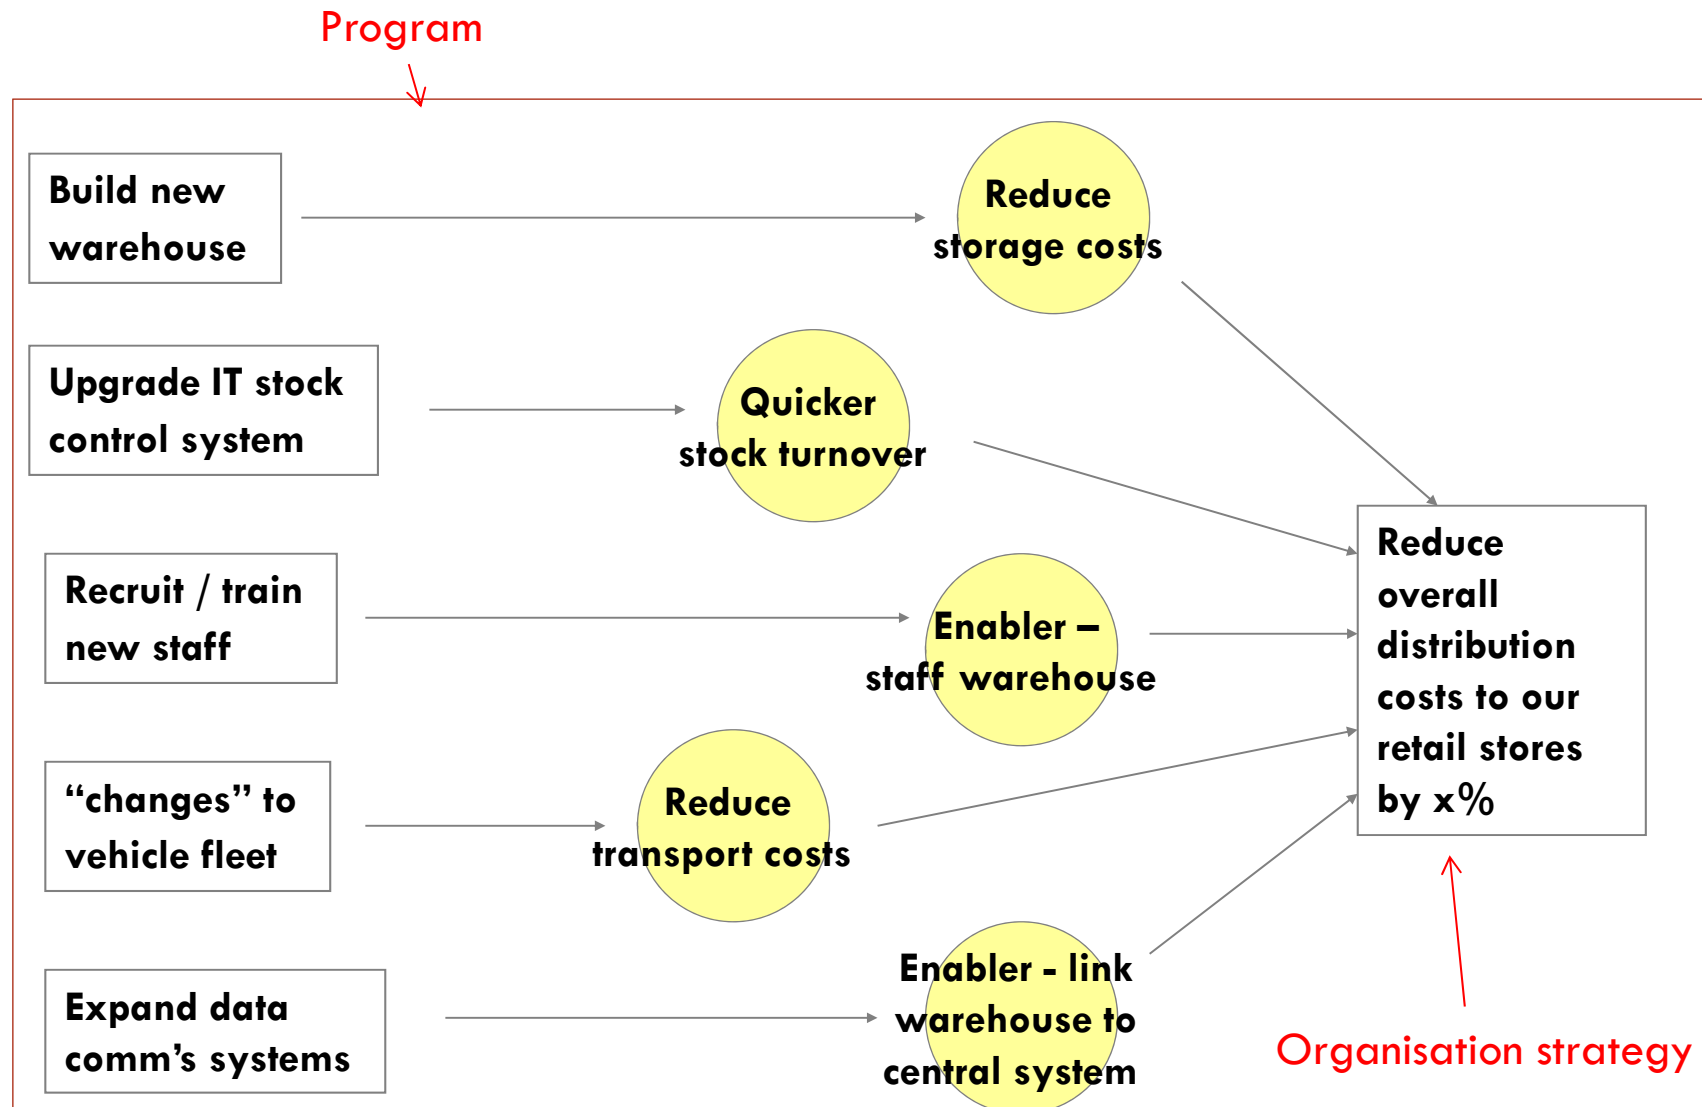 Program
Build new
warehouse
Reduce
storage costs
Upgrade IT stock
control system
Quicker
stock turnover
Recruit / train
new staff
Enabler –
staff warehouse
“changes” to
vehicle fleet
Reduce
transport costs
Expand data
comm’s systems
Enabler - link
warehouse to
central system
Reduce
overall
distribution
costs to our
retail stores
by x%
Organisation strategy